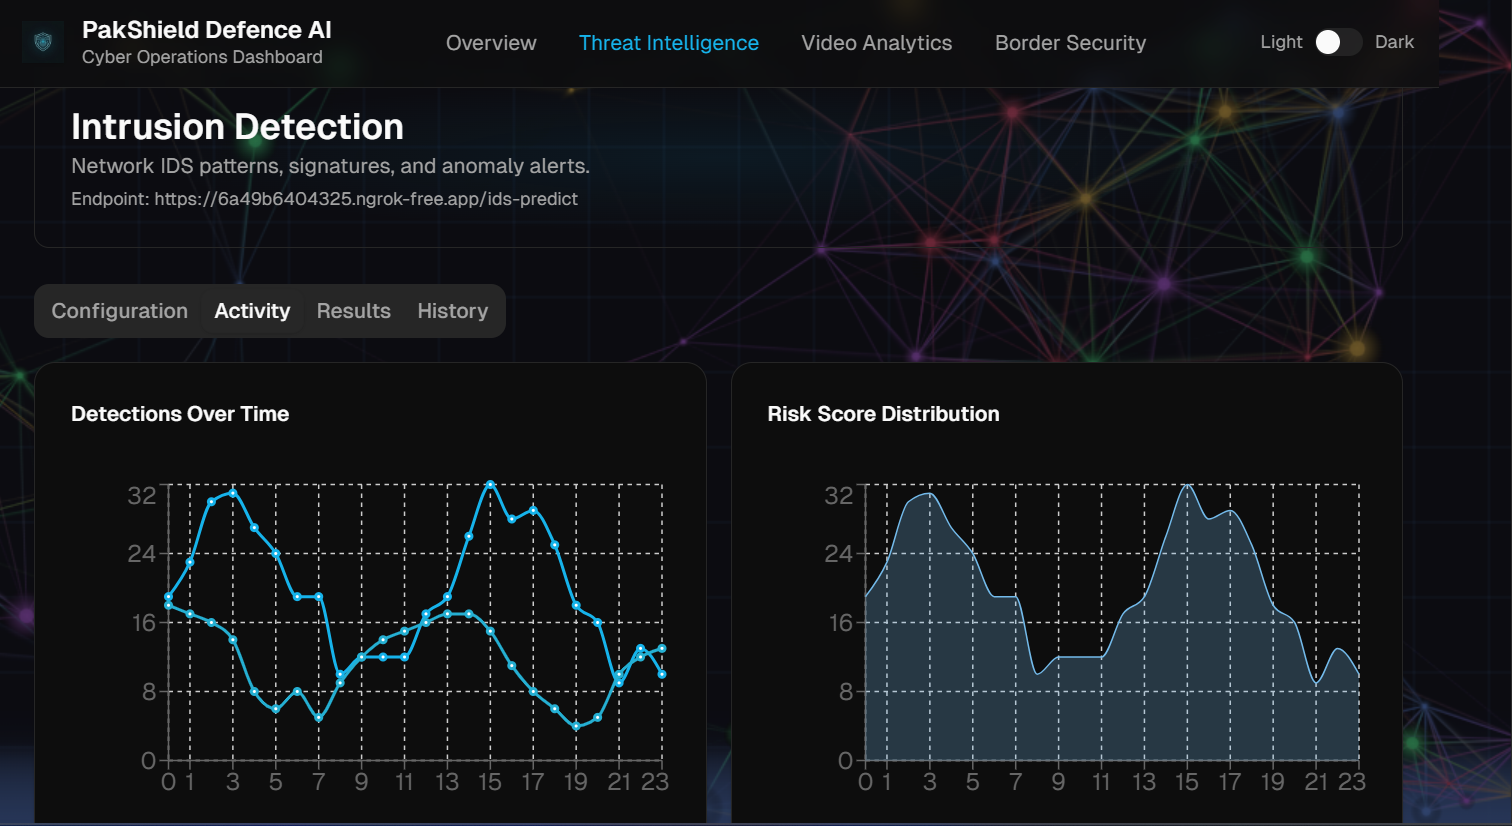 PakShield Defence AI
Cyber Operations Dashboard
Overview
Threat Intelligence
Video Analytics
Border Security
Light
Dark
Intrusion Detection
Network IDS patterns, signatures, and anomaly alerts.
Endpoint: https://6a49b6404325.ngrok-free.app/ids-predict
Configuration
Activity
Results
History
Detections Over Time
32
24
16
8
0
0 1 3 5 7 9 11 13 15 17 19 21 23
Risk Score Distribution
32
24
16
8
0
0 1 3 5 7 9 11 13 15 17 19 21 23